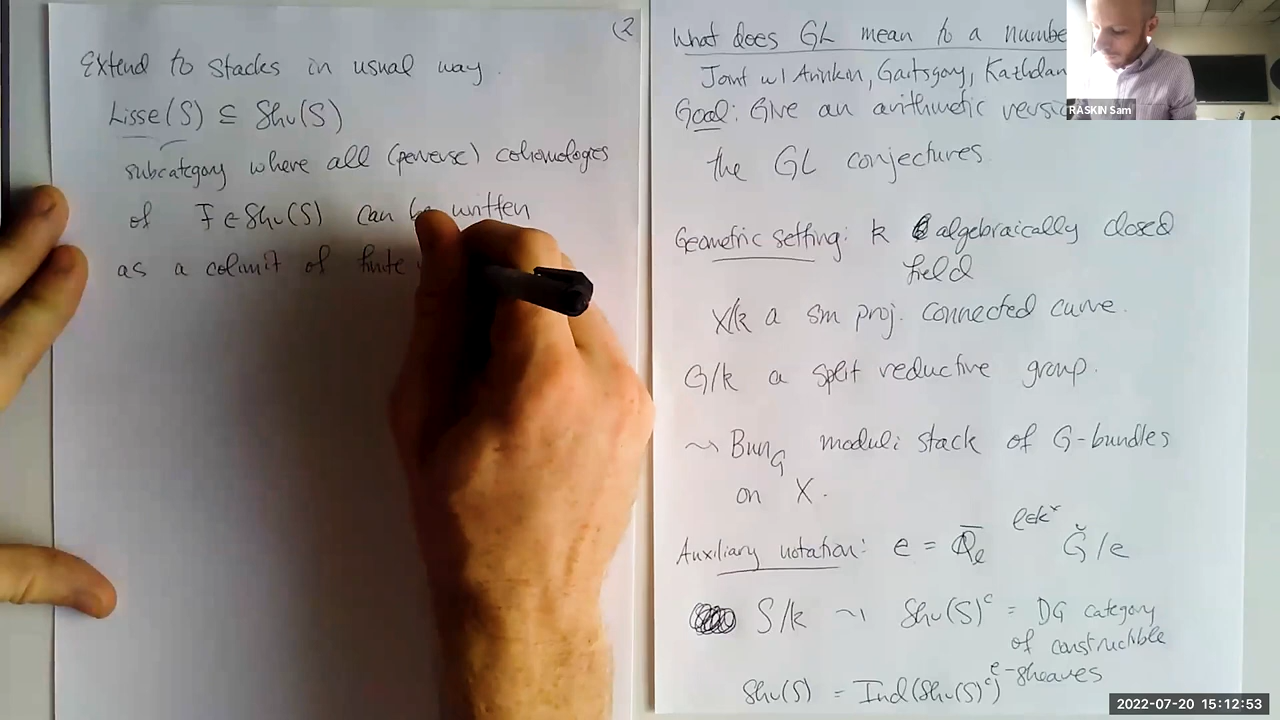 (2
Extend to stacks in usual way.
Lisse(S) ⊆ Shv(S)
subcategory where all (perverse) cohomologies
of F ∈ Shv(S) can be written
as a colimit of finite
What does GL mean to a numbe
Joint w/ Arinkin, Gaitsgory, Kazhdan
Goal: Give an arithmetic versi
the GL conjectures.
Geometric setting: k algebraically closed
field
X/k a sm proj. connected curve.
G/k a split reductive group.
⇝ Bun_G moduli stack of G-bundles
on X.
Auxiliary notation: e = Q̄_ℓ ℓ∈k^× Ǧ/e
S/k ⇝ Shv(S)^c = DG category
of constructible
e-sheaves
Shv(S) = Ind(Shv(S)^c)
RASKIN Sam
2022-07-20 15:12:53